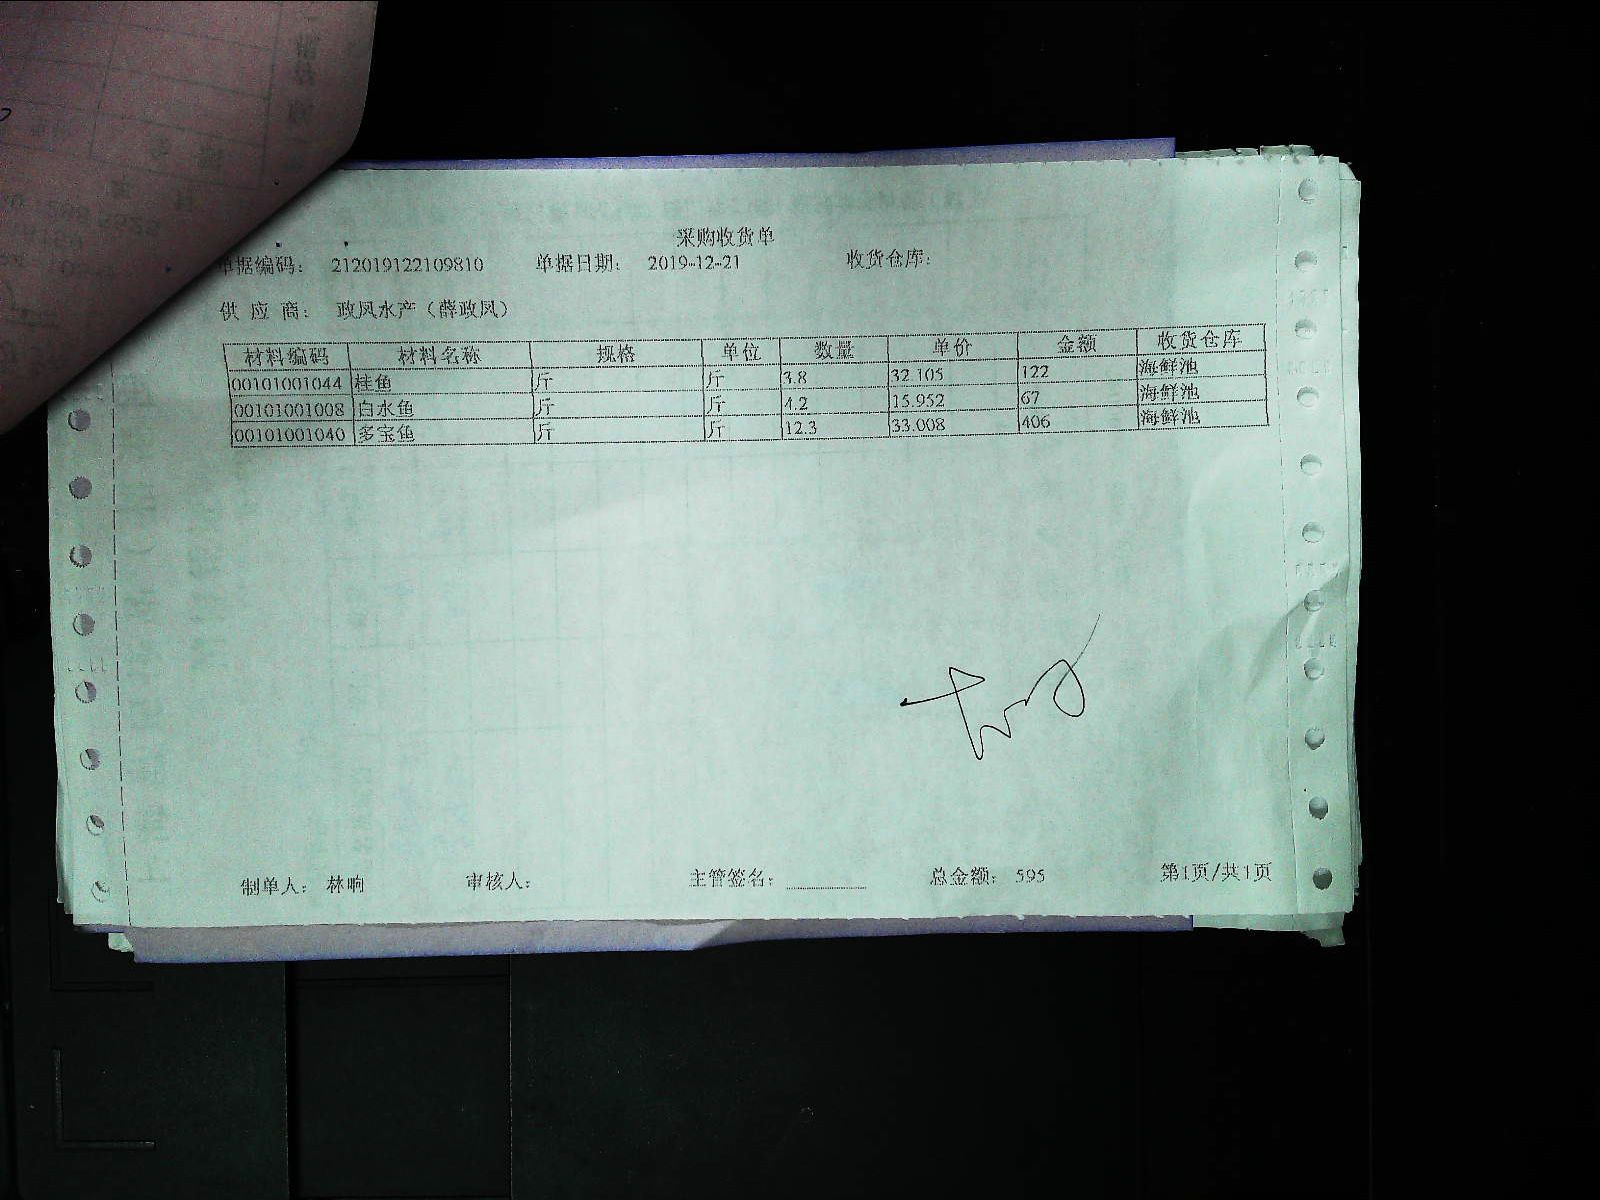 采购收货单
单据编码： 212019122109810 单据日期： 2019-12-21 收货仓库：
供 应 商： 政风水产（薛政风）
材料编码 材料名称 规格 单位 数量 单价 金额 收货仓库
00101001044 桂鱼 斤 斤 3.8 32.105 122 海鲜池
00101001008 白水鱼 斤 斤 4.2 15.952 67 海鲜池
00101001040 多宝鱼 斤 斤 12.3 33.008 406 海鲜池
制单人： 林响 审核人： 主管签名： 总金额： 595 第1页/共1页